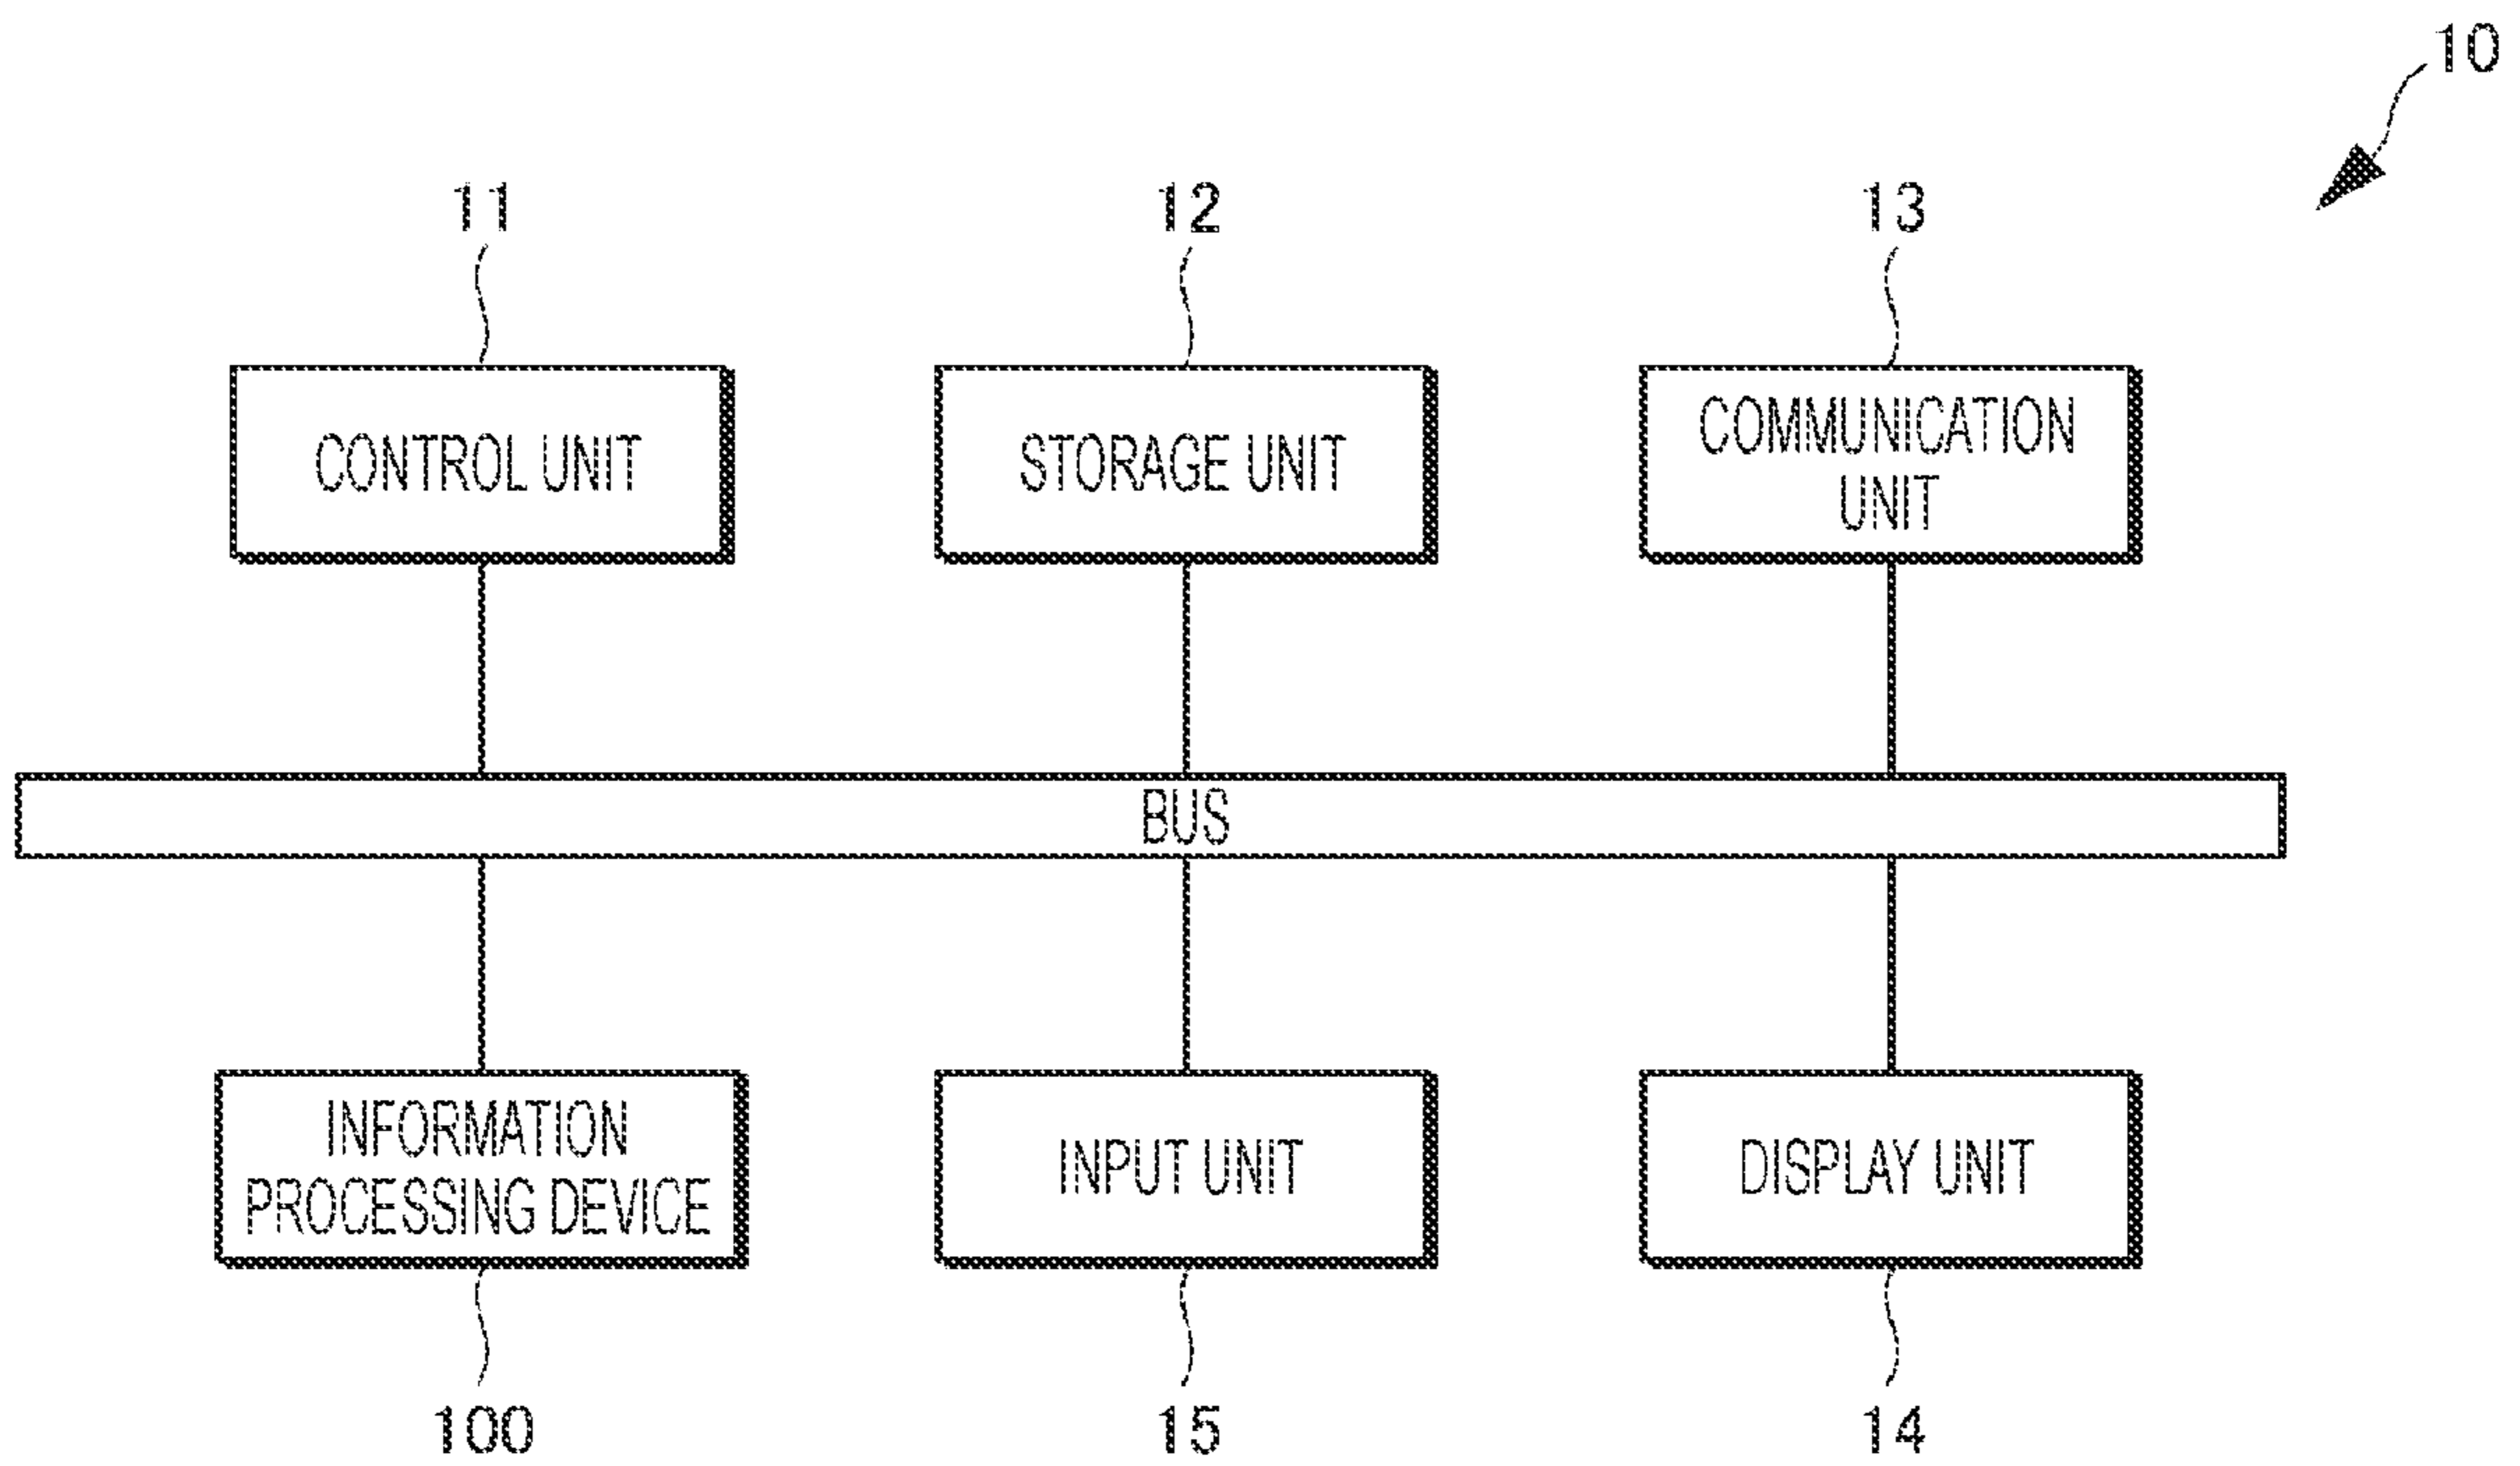 10
11
12
13
CONTROL UNIT
STORAGE UNIT
COMMUNICATION
UNIT
BUS
INFORMATION
PROCESSING DEVICE
INPUT UNIT
DISPLAY UNIT
100
15
14